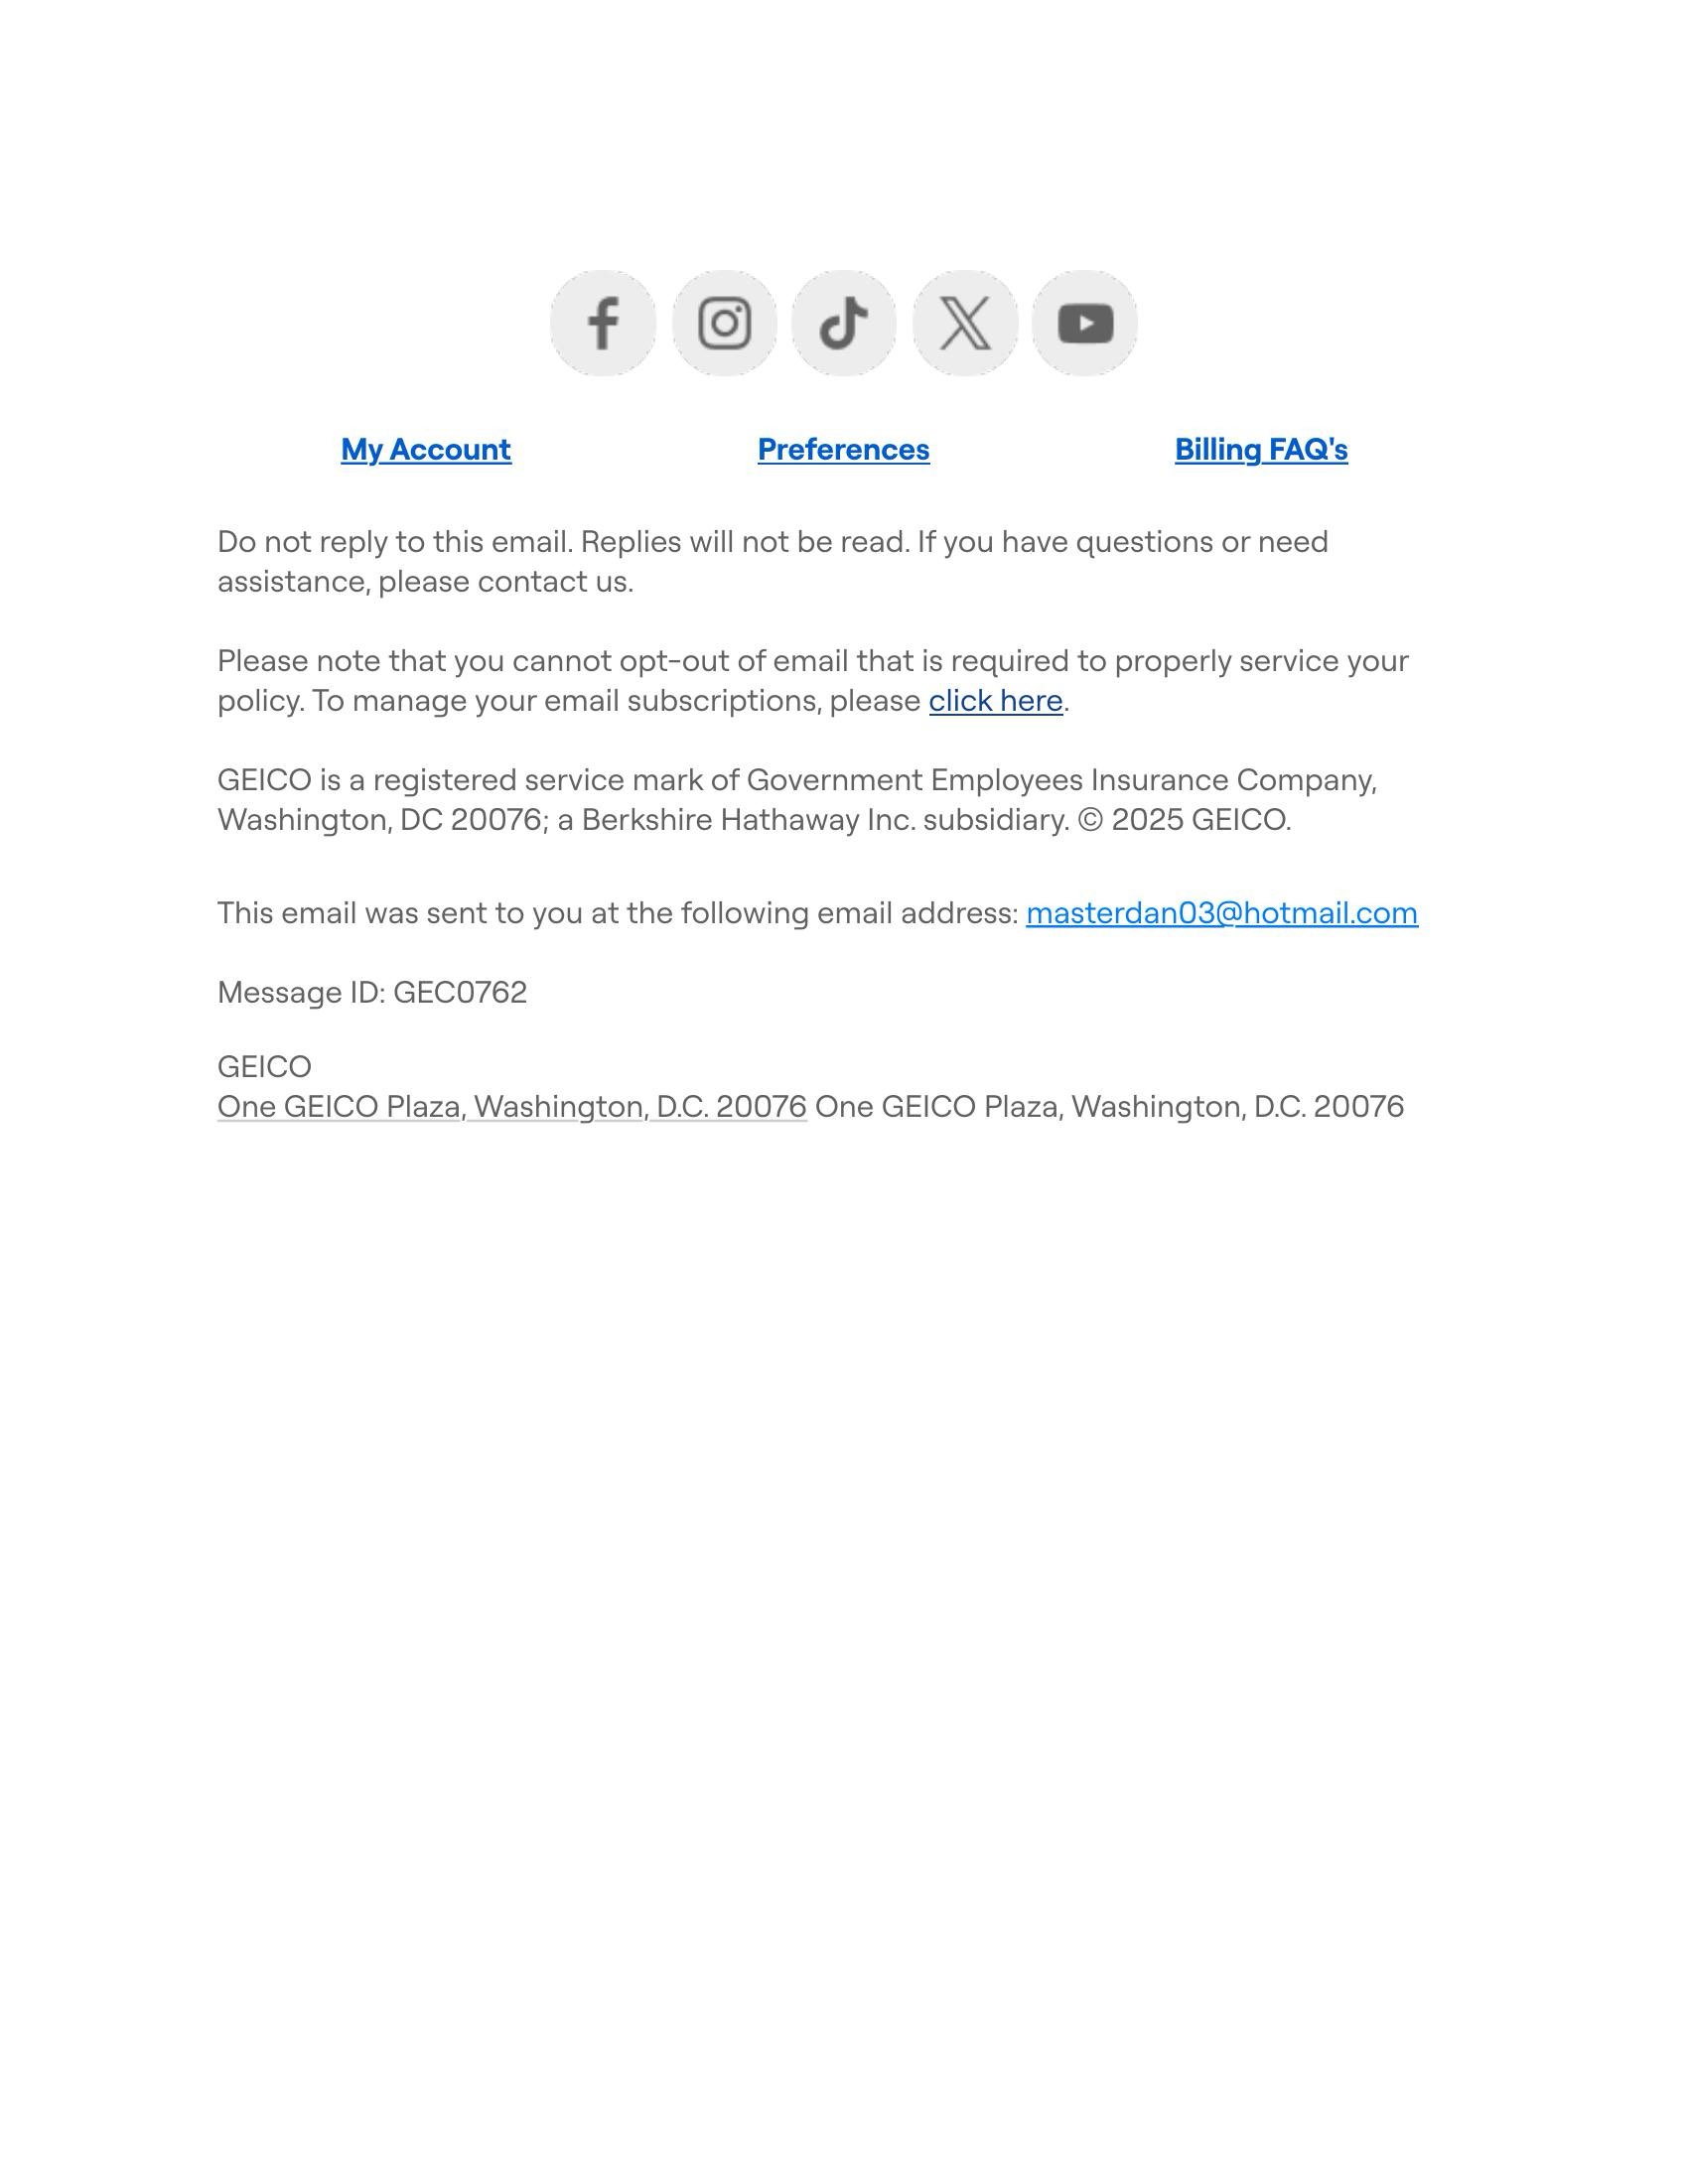 My Account Preferences Billing FAQ's
Do not reply to this email. Replies will not be read. If you have questions or need
assistance, please contact us.
Please note that you cannot opt-out of email that is required to properly service your
policy. To manage your email subscriptions, please click here.
GEICO is a registered service mark of Government Employees Insurance Company,
Washington, DC 20076; a Berkshire Hathaway Inc. subsidiary. © 2025 GEICO.
This email was sent to you at the following email address: masterdan03@hotmail.com
Message ID: GEC0762
GEICO
One GEICO Plaza, Washington, D.C. 20076 One GEICO Plaza, Washington, D.C. 20076